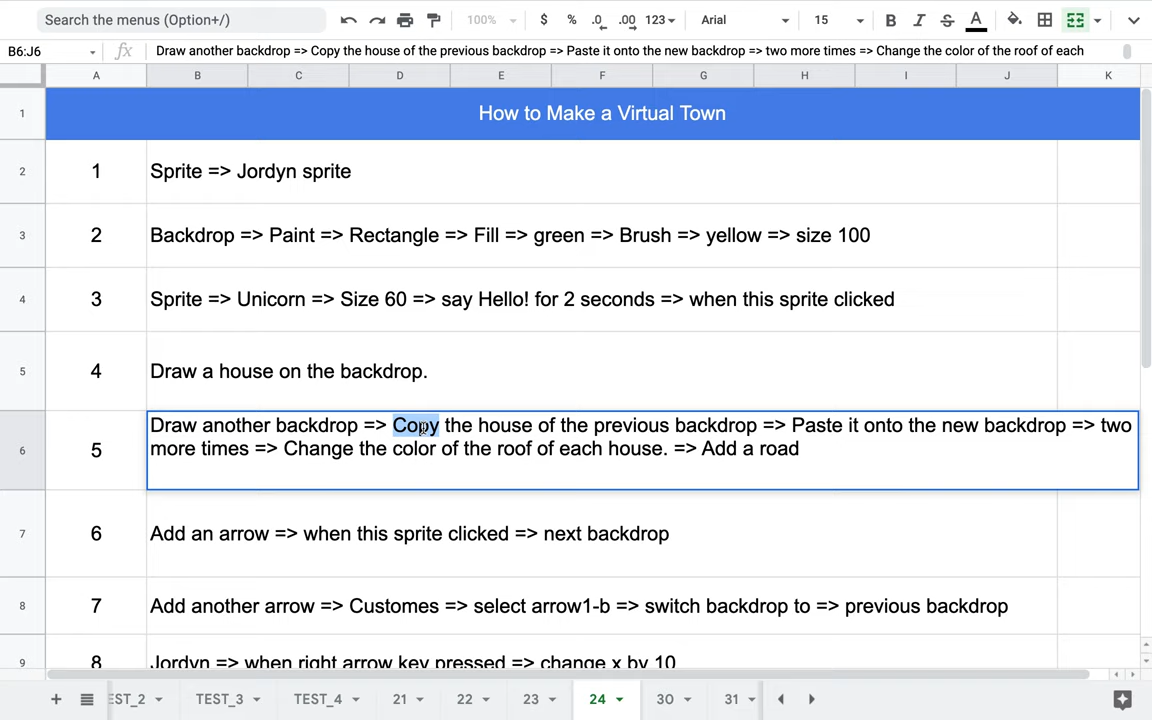 Search the menus (Option+/)
100%
$ % .0 .00 123
Arial
15
B I S A
B6:J6
fx
Draw another backdrop => Copy the house of the previous backdrop => Paste it onto the new backdrop => two more times => Change the color of the roof of each
A B C D E F G H I J K
1 How to Make a Virtual Town
2 1 Sprite => Jordyn sprite
3 2 Backdrop => Paint => Rectangle => Fill => green => Brush => yellow => size 100
4 3 Sprite => Unicorn => Size 60 => say Hello! for 2 seconds => when this sprite clicked
5 4 Draw a house on the backdrop.
6 5 Draw another backdrop => Copy the house of the previous backdrop => Paste it onto the new backdrop => two
more times => Change the color of the roof of each house. => Add a road
7 6 Add an arrow => when this sprite clicked => next backdrop
8 7 Add another arrow => Customes => select arrow1-b => switch backdrop to => previous backdrop
9 8 Jordyn => when right arrow key pressed => change x by 10
+ EST_2 TEST_3 TEST_4 21 22 23 24 30 31